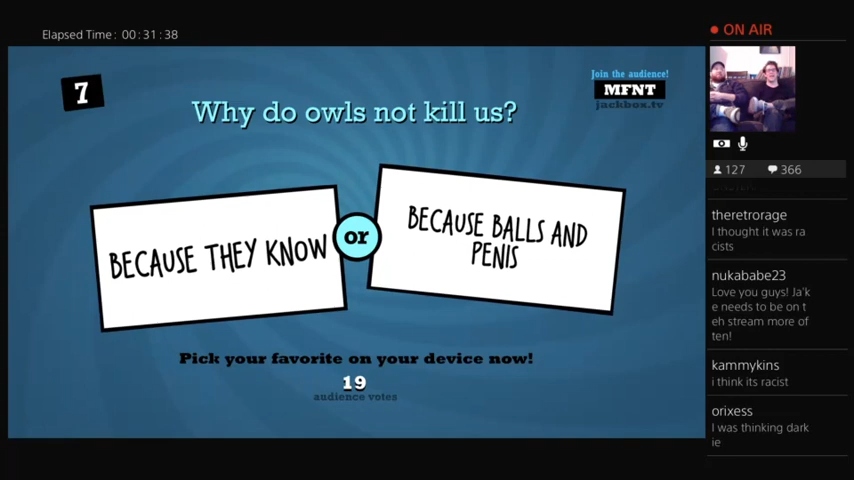 Elapsed Time: 00:31:38
ON AIR
7
Join the audience!
MFNT
jackbox.tv
Why do owls not kill us?
BECAUSE THEY KNOW
or
BECAUSE BALLS AND
PENIS
Pick your favorite on your device now!
19
audience votes
127
366
theretrorage
I thought it was ra
cists
nukababe23
Love you guys! Ja'k
e needs to be on t
eh stream more of
ten!
kammykins
i think its racist
orixess
I was thinking dark
ie